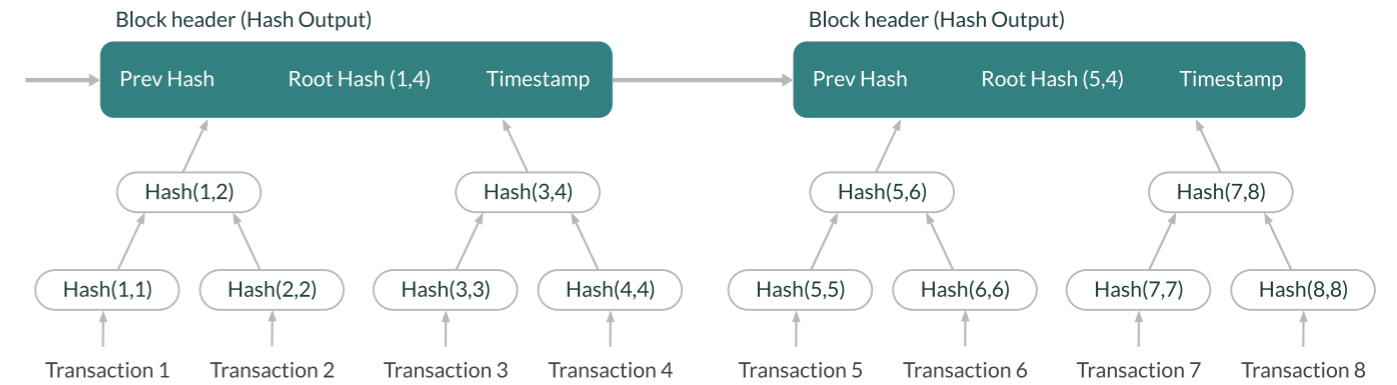 Block header (Hash Output) Block header (Hash Output)
Prev Hash Root Hash (1,4) Timestamp Prev Hash Root Hash (5,4) Timestamp
Hash(1,2) Hash(3,4) Hash(5,6) Hash(7,8)
Hash(1,1) Hash(2,2) Hash(3,3) Hash(4,4) Hash(5,5) Hash(6,6) Hash(7,7) Hash(8,8)
Transaction 1 Transaction 2 Transaction 3 Transaction 4 Transaction 5 Transaction 6 Transaction 7 Transaction 8